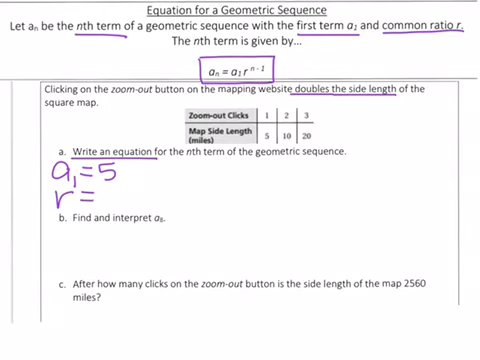 Equation for a Geometric Sequence
Let aₙ be the nth term of a geometric sequence with the first term a₁ and common ratio r.
The nth term is given by…
aₙ = a₁ r ⁿ⁻¹
Clicking on the zoom-out button on the mapping website doubles the side length of the
square map.
Zoom-out Clicks 1 2 3
Map Side Length (miles) 5 10 20
a. Write an equation for the nth term of the geometric sequence.
a₁ = 5
r =
b. Find and interpret a₈.
c. After how many clicks on the zoom-out button is the side length of the map 2560
miles?